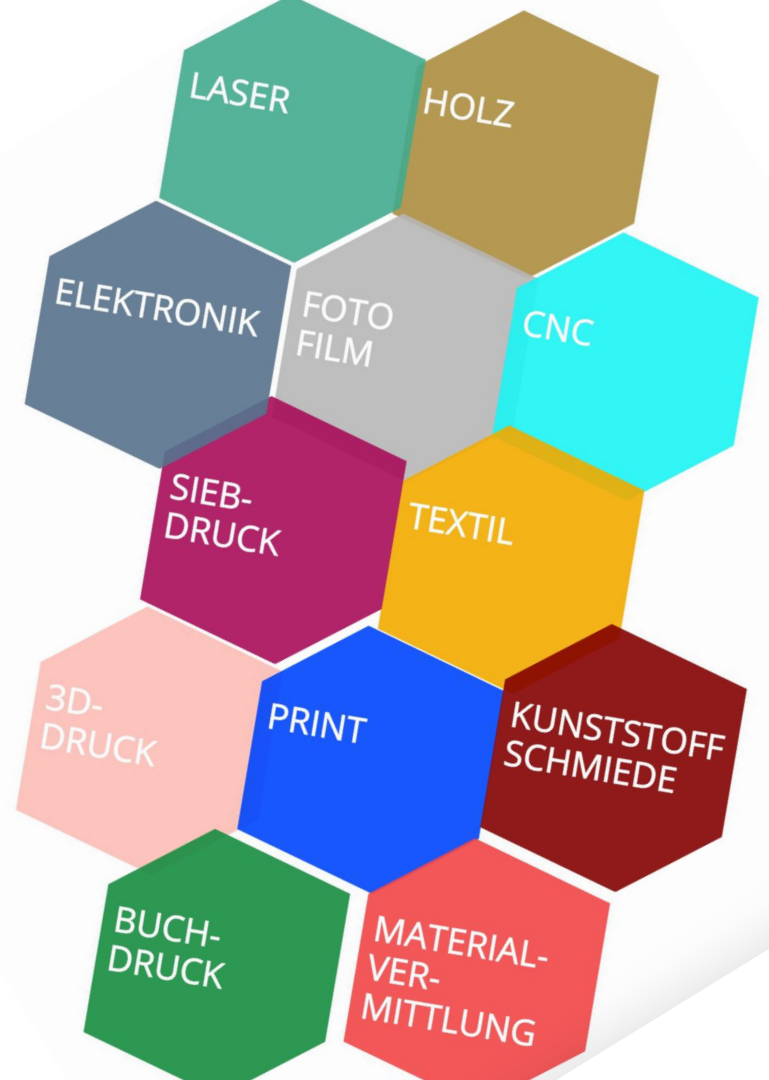 LASER
HOLZ
ELEKTRONIK
FOTO
FILM
CNC
SIEB-
DRUCK
TEXTIL
3D-
DRUCK
PRINT
KUNSTSTOFF
SCHMIEDE
BUCH-
DRUCK
MATERIAL-
VER-
MITTLUNG